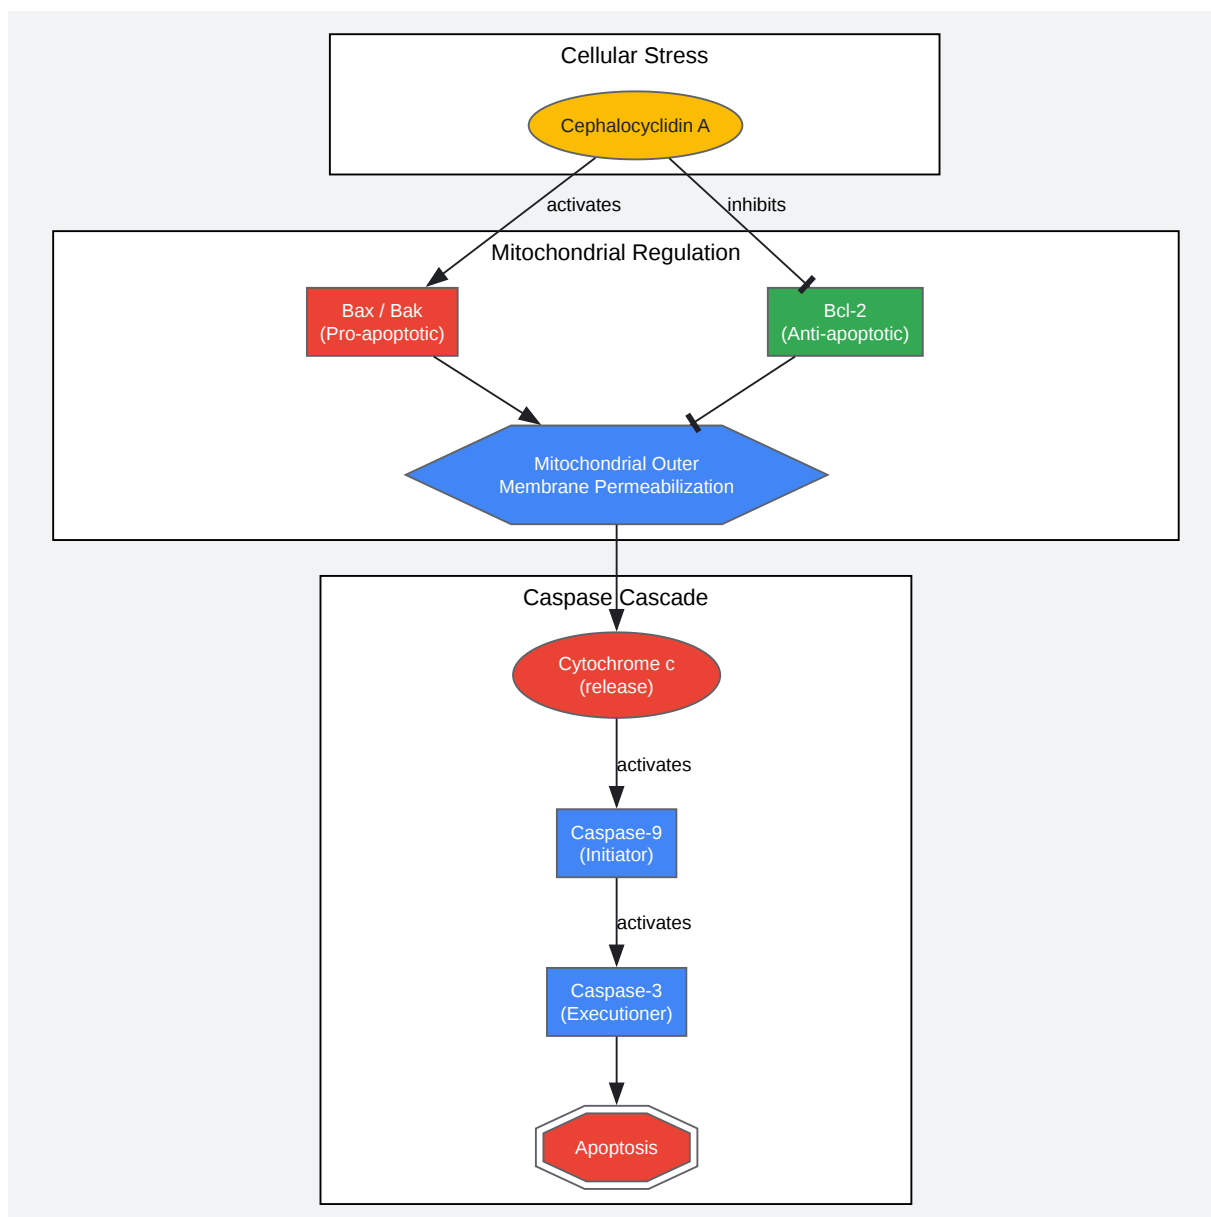 Cellular Stress
Cephalocyclidin A
activates
inhibits
Mitochondrial Regulation
Bax / Bak
(Pro-apoptotic)
Bcl-2
(Anti-apoptotic)
Mitochondrial Outer
Membrane Permeabilization
Caspase Cascade
Cytochrome c
(release)
activates
Caspase-9
(Initiator)
activates
Caspase-3
(Executioner)
Apoptosis